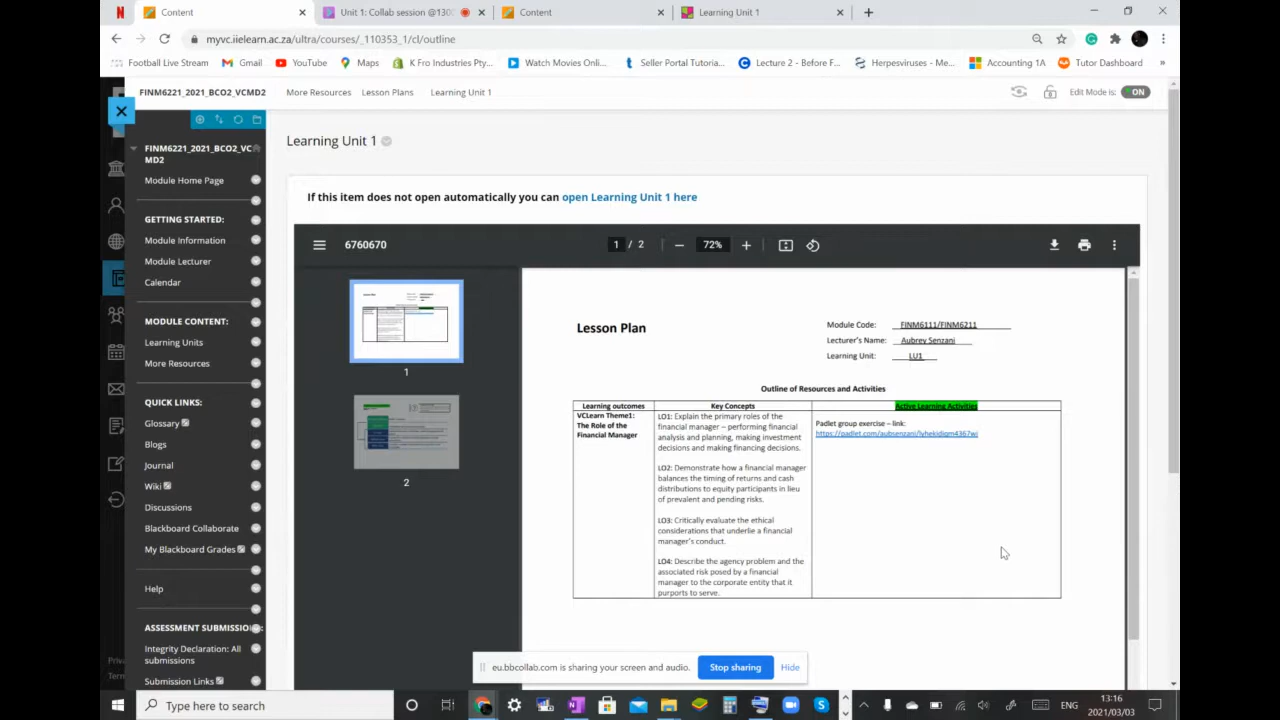 Content
Unit 1: Collab session @1300
Content
Learning Unit 1
myvc.iielearn.ac.za/ultra/courses/_110353_1/cl/outline
Football Live Stream
Gmail
YouTube
Maps
K Fro Industries Pty...
Watch Movies Onli...
Seller Portal Tutoria...
Lecture 2 - Before F...
Herpesviruses - Me...
Accounting 1A
Tutor Dashboard
»
FINM6221_2021_BCO2_VCMD2
More Resources
Lesson Plans
Learning Unit 1
Edit Mode is:
ON
FINM6221_2021_BCO2_VC
MD2
Module Home Page
GETTING STARTED:
Module Information
Module Lecturer
Calendar
MODULE CONTENT:
Learning Units
More Resources
QUICK LINKS:
Glossary
Blogs
Journal
Wiki
Discussions
Blackboard Collaborate
My Blackboard Grades
Help
ASSESSMENT SUBMISSION:
Integrity Declaration: All
submissions
Submission Links
Learning Unit 1
If this item does not open automatically you can open Learning Unit 1 here
6760670
1 / 2
72%
1
2
Lesson Plan
Module Code: FINM6111/FINM6211
Lecturer's Name: Aubrey Senzani
Learning Unit: LU1
Outline of Resources and Activities
Learning outcomes
Key Concepts
Active Learning Activities
VCLearn Theme1:
The Role of the
Financial Manager
LO1: Explain the primary roles of the
financial manager – performing financial
analysis and planning, making investment
decisions and making financing decisions.
LO2: Demonstrate how a financial manager
balances the timing of returns and cash
distributions to equity participants in lieu
of prevalent and pending risks.
LO3: Critically evaluate the ethical
considerations that underlie a financial
manager's conduct.
LO4: Describe the agency problem and the
associated risk posed by a financial
manager to the corporate entity that it
purports to serve.
Padlet group exercise – link:
eu.bbcollab.com is sharing your screen and audio.
Stop sharing
Hide
Priv
Tern
Type here to search
ENG
13:16
2021/03/03